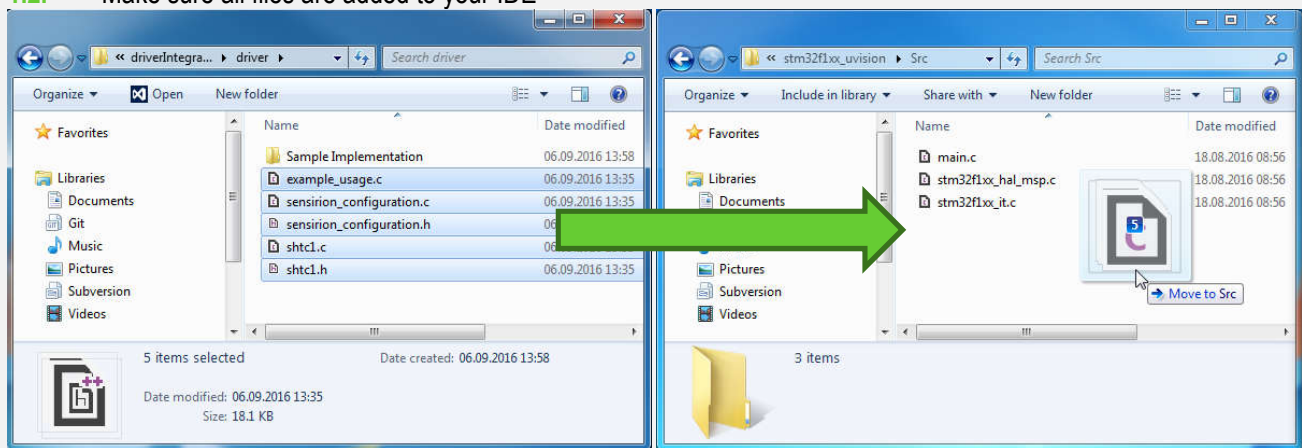 1.2. Make sure all files are added to your IDE
« driverIntegra... ▸ driver ▸ Search driver
Organize ▾ Open New folder
Favorites
Libraries
Documents
Git
Music
Pictures
Subversion
Videos
Name Date modified
Sample Implementation 06.09.2016 13:58
example_usage.c 06.09.2016 13:35
sensirion_configuration.c 06.09.2016 13:35
sensirion_configuration.h 06
shtc1.c 06
shtc1.h 06.09.2016 13:35
5 items selected Date created: 06.09.2016 13:58
Date modified: 06.09.2016 13:35
Size: 18.1 KB
« stm32f1xx_uvision ▸ Src Search Src
Organize ▾ Include in library ▾ Share with ▾ New folder
Favorites
Libraries
Documents
Pictures
Subversion
Videos
Name Date modified
main.c 18.08.2016 08:56
stm32f1xx_hal_msp.c 18.08.2016 08:56
stm32f1xx_it.c 18.08.2016 08:56
5
Move to Src
3 items